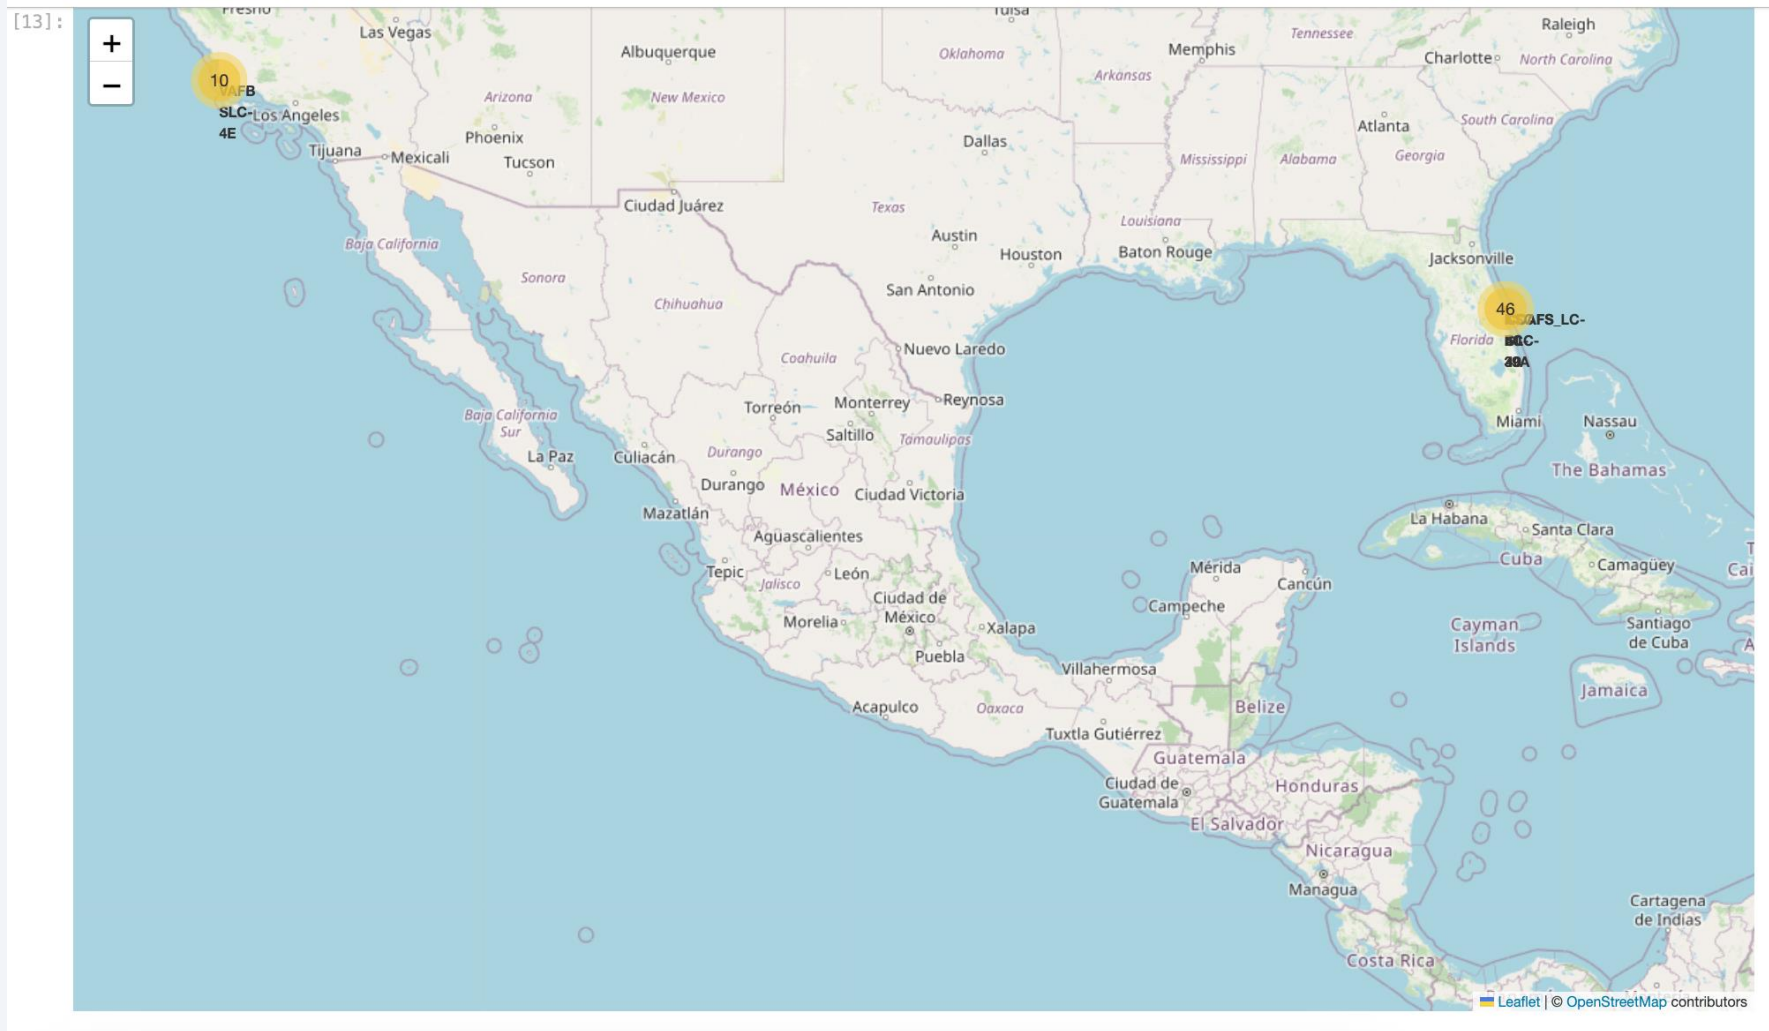 [13]:
+
−
Fresno
Las Vegas
Albuquerque
Tulsa
Oklahoma
Memphis
Tennessee
Raleigh
Charlotte
North Carolina
Arkansas
10
VAFB
SLC-
4E
Los Angeles
Arizona
New Mexico
Phoenix
Tucson
Tijuana
Mexicali
Dallas
Atlanta
South Carolina
Mississippi
Alabama
Georgia
Ciudad Juárez
Texas
Louisiana
Austin
Houston
Baton Rouge
Jacksonville
Baja California
Sonora
Chihuahua
San Antonio
46
Florida
Coahuila
Nuevo Laredo
Torreón
Monterrey
Reynosa
Saltillo
Tamaulipas
Miami
Nassau
The Bahamas
Baja California
Sur
La Paz
Culiacán
Durango
Durango
México
Ciudad Victoria
Mazatlán
La Habana
Santa Clara
Cuba
Camagüey
Aguascalientes
Tepic
Jalisco
León
Mérida
Cancún
Campeche
Ciudad de
México
Morelia
Xalapa
Puebla
Cayman
Islands
Santiago
de Cuba
Villahermosa
Acapulco
Oaxaca
Jamaica
Belize
Tuxtla Gutiérrez
Guatemala
Ciudad de
Guatemala
Honduras
El Salvador
Nicaragua
Managua
Cartagena
de Indias
Costa Rica
Leaflet | © OpenStreetMap contributors